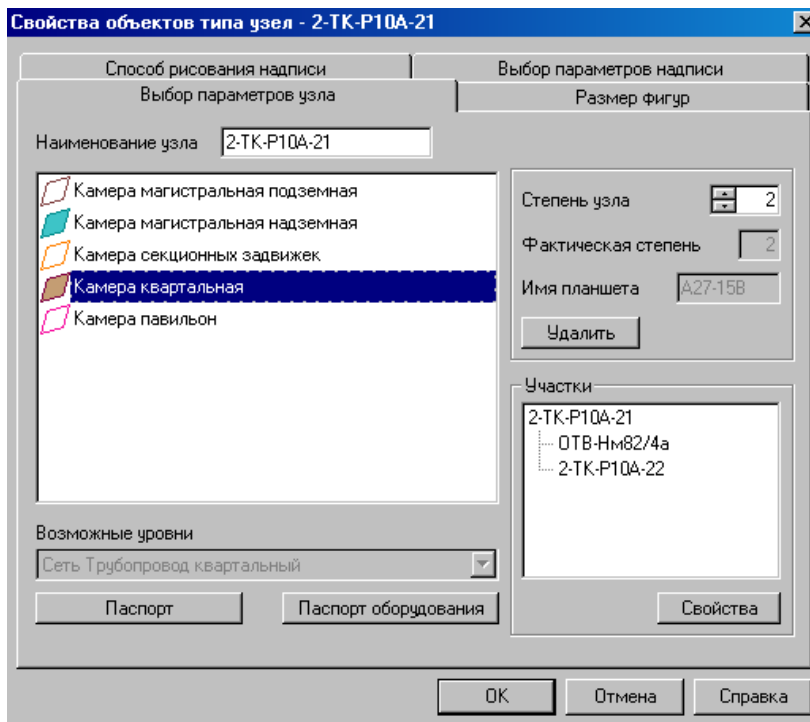 Свойства объектов типа узел - 2-ТК-Р10А-21
Способ рисования надписи
Выбор параметров надписи
Выбор параметров узла
Размер фигур
Наименование узла 2-ТК-Р10А-21
Камера магистральная подземная
Камера магистральная надземная
Камера секционных задвижек
Камера квартальная
Камера павильон
Степень узла 2
Фактическая степень 2
Имя планшета А27-15В
Удалить
Участки
2-ТК-Р10А-21
ОТВ-Нм82/4а
2-ТК-Р10А-22
Свойства
Возможные уровни
Сеть Трубопровод квартальный
Паспорт
Паспорт оборудования
OK
Отмена
Справка